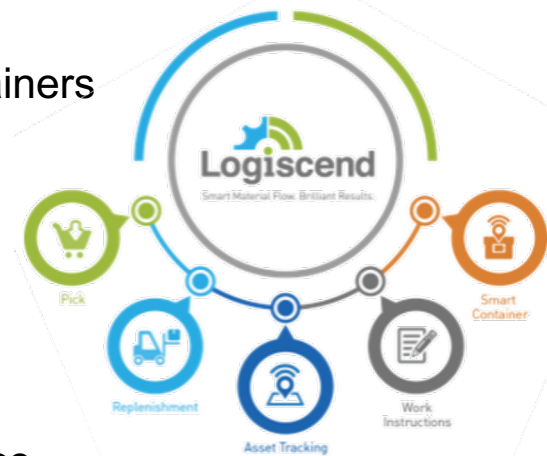 ainers
Logiscend
Smart Material Flow. Brilliant Results.
Pick
Smart
Container
Replenishment
Work
Instructions
Asset Tracking